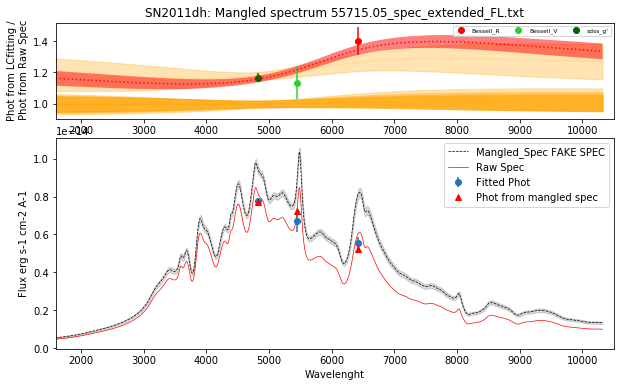 SN2011dh: Mangled spectrum 55715.05_spec_extended_FL.txt
Phot from LCfitting /
Phot from Raw Spec
1.4
1.2
1.0
Bessell_R
Bessell_V
sdss_g'
2000 3000 4000 5000 6000 7000 8000 9000 10000
1e−14
Flux erg s-1 cm-2 A-1
1.0
0.8
0.6
0.4
0.2
0.0
Mangled_Spec FAKE SPEC
Raw Spec
Fitted Phot
Phot from mangled spec
2000 3000 4000 5000 6000 7000 8000 9000 10000
Wavelenght